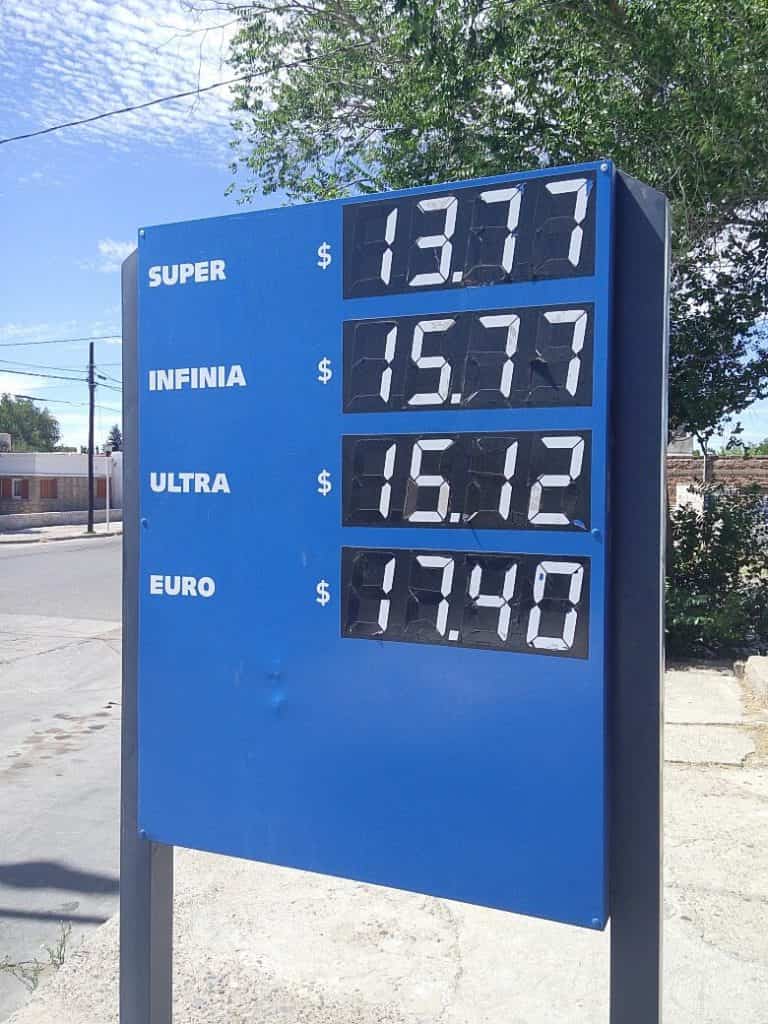 SUPER $ 13.77
INFINIA $ 15.77
ULTRA $ 15.12
EURO $ 17.40